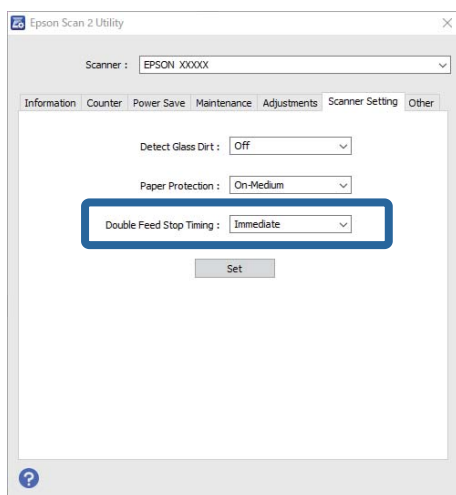 Epson Scan 2 Utility
Scanner : EPSON XXXXX
Information Counter Power Save Maintenance Adjustments Scanner Setting Other
Detect Glass Dirt : Off
Paper Protection : On-Medium
Double Feed Stop Timing : Immediate
Set
?